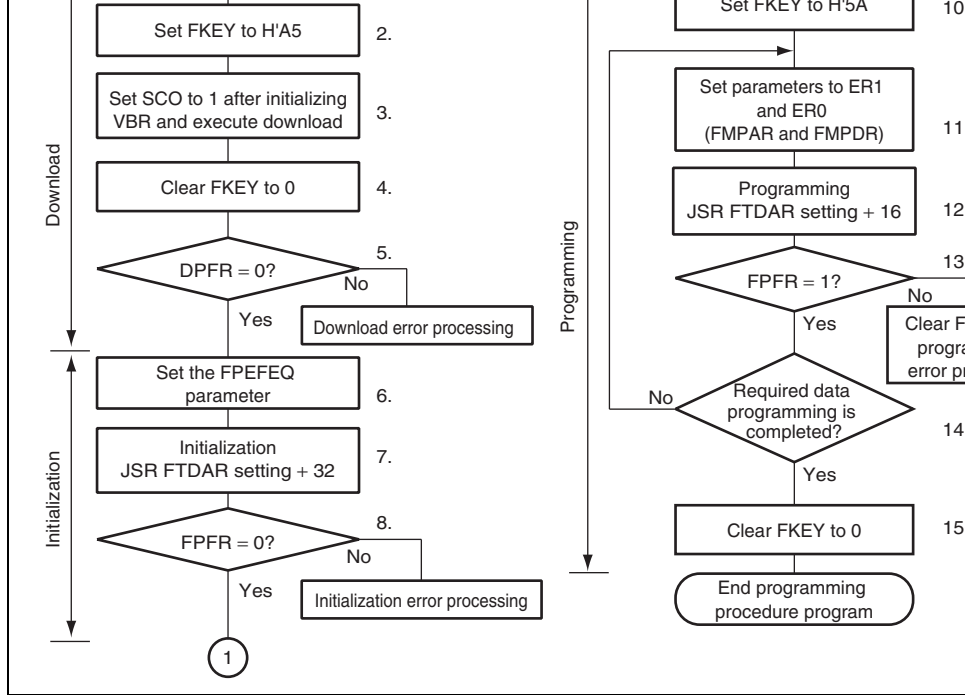 Set FKEY to H'A5
2.
Set SCO to 1 after initializing
VBR and execute download
3.
Clear FKEY to 0
4.
DPFR = 0?
5.
No
Yes
Download error processing
Download
Set the FPEFEQ
parameter
6.
Initialization
JSR FTDAR setting + 32
7.
FPFR = 0?
8.
No
Yes
Initialization error processing
Initialization
1
Set FKEY to H'5A
10
Set parameters to ER1
and ER0
(FMPAR and FMPDR)
11
Programming
JSR FTDAR setting + 16
12
FPFR = 1?
13
No
Yes
Clear F
progra
error pr
Required data
programming is
completed?
No
14
Yes
Clear FKEY to 0
15
End programming
procedure program
Programming